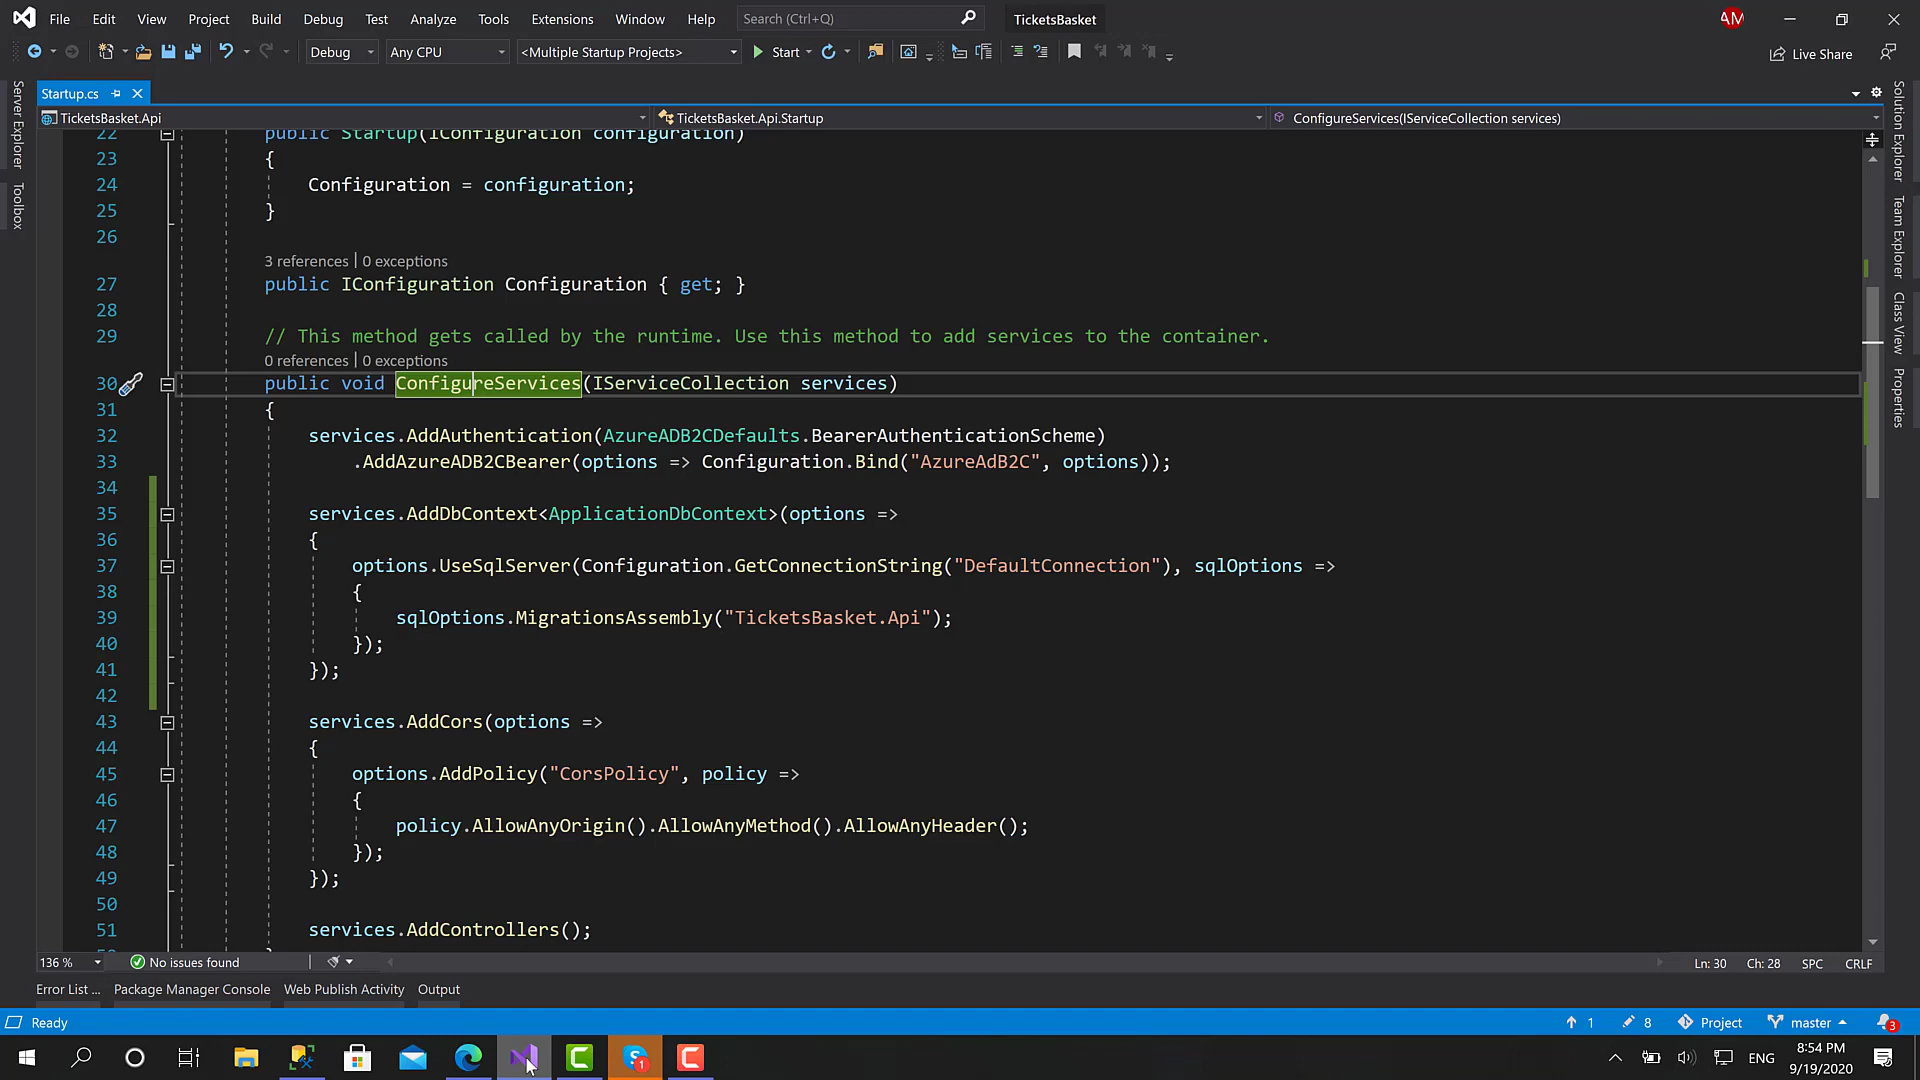 File Edit View Project Build Debug Test Analyze Tools Extensions Window Help Search (Ctrl+Q) TicketsBasket AM
Debug Any CPU <Multiple Startup Projects> Start Live Share
Startup.cs
TicketsBasket.Api TicketsBasket.Api.Startup ConfigureServices(IServiceCollection services)
Server Explorer
Toolbox
Solution Explorer
Team Explorer
Class View
Properties
22 public Startup(IConfiguration configuration)
23 {
24 Configuration = configuration;
25 }
26
3 references | 0 exceptions
27 public IConfiguration Configuration { get; }
28
29 // This method gets called by the runtime. Use this method to add services to the container.
0 references | 0 exceptions
30 public void ConfigureServices(IServiceCollection services)
31 {
32 services.AddAuthentication(AzureADB2CDefaults.BearerAuthenticationScheme)
33 .AddAzureADB2CBearer(options => Configuration.Bind("AzureAdB2C", options));
34
35 services.AddDbContext<ApplicationDbContext>(options =>
36 {
37 options.UseSqlServer(Configuration.GetConnectionString("DefaultConnection"), sqlOptions =>
38 {
39 sqlOptions.MigrationsAssembly("TicketsBasket.Api");
40 });
41 });
42
43 services.AddCors(options =>
44 {
45 options.AddPolicy("CorsPolicy", policy =>
46 {
47 policy.AllowAnyOrigin().AllowAnyMethod().AllowAnyHeader();
48 });
49 });
50
51 services.AddControllers();
136 % No issues found Ln: 30 Ch: 28 SPC CRLF
Error List ... Package Manager Console Web Publish Activity Output
Ready 1 8 Project master 3
1 ENG 8:54 PM
9/19/2020